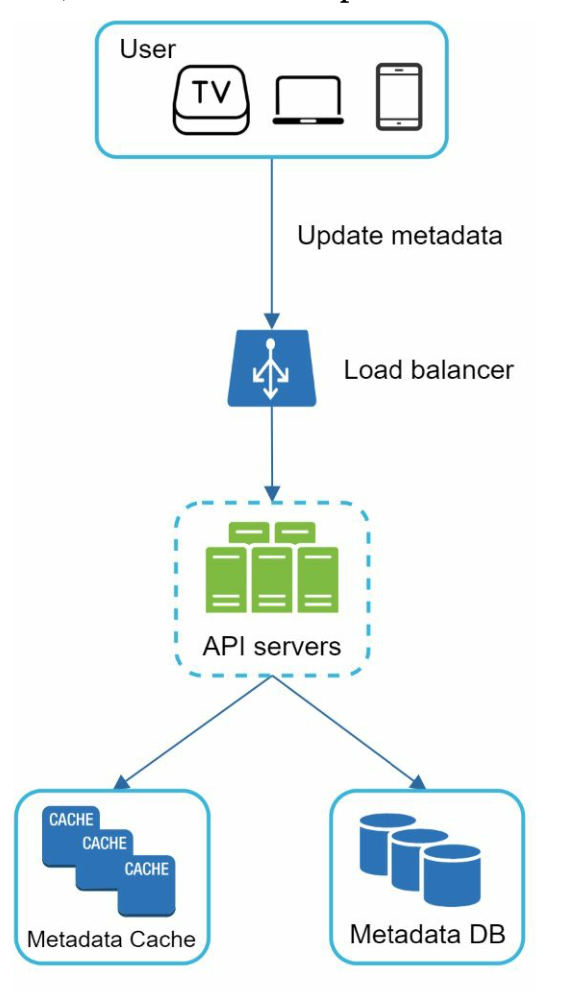 User
TV
Update metadata
Load balancer
API servers
CACHE
CACHE
CACHE
Metadata Cache
Metadata DB